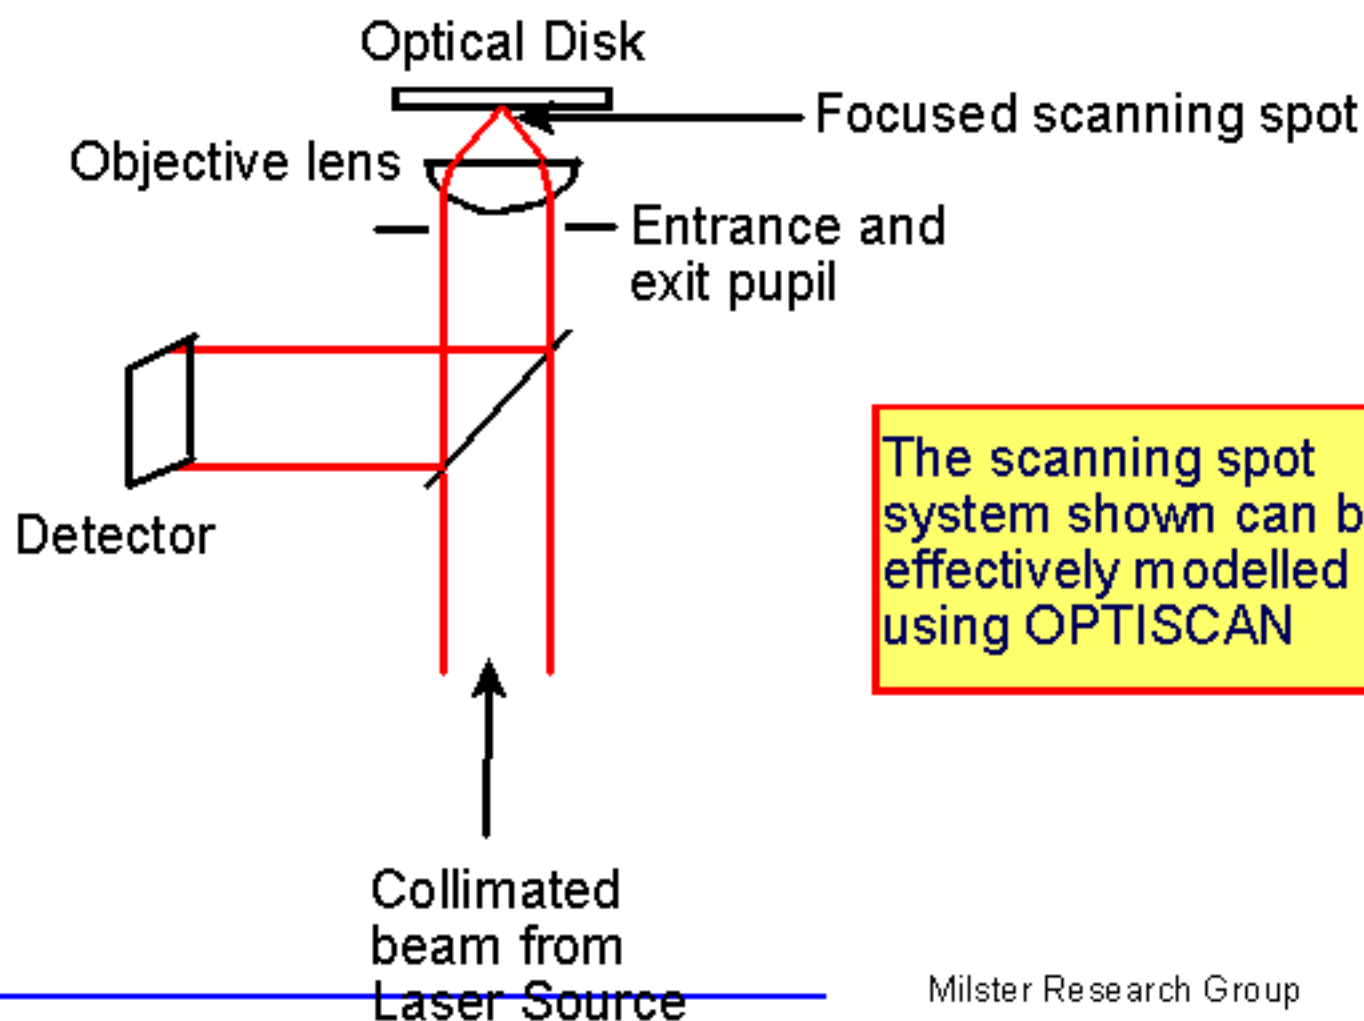 Optical Disk
Focused scanning spot
Objective lens
Entrance and
exit pupil
The scanning spot
system shown can b
effectively modelled
using OPTISCAN
Detector
Collimated
beam from
Laser Source
Milster Research Group